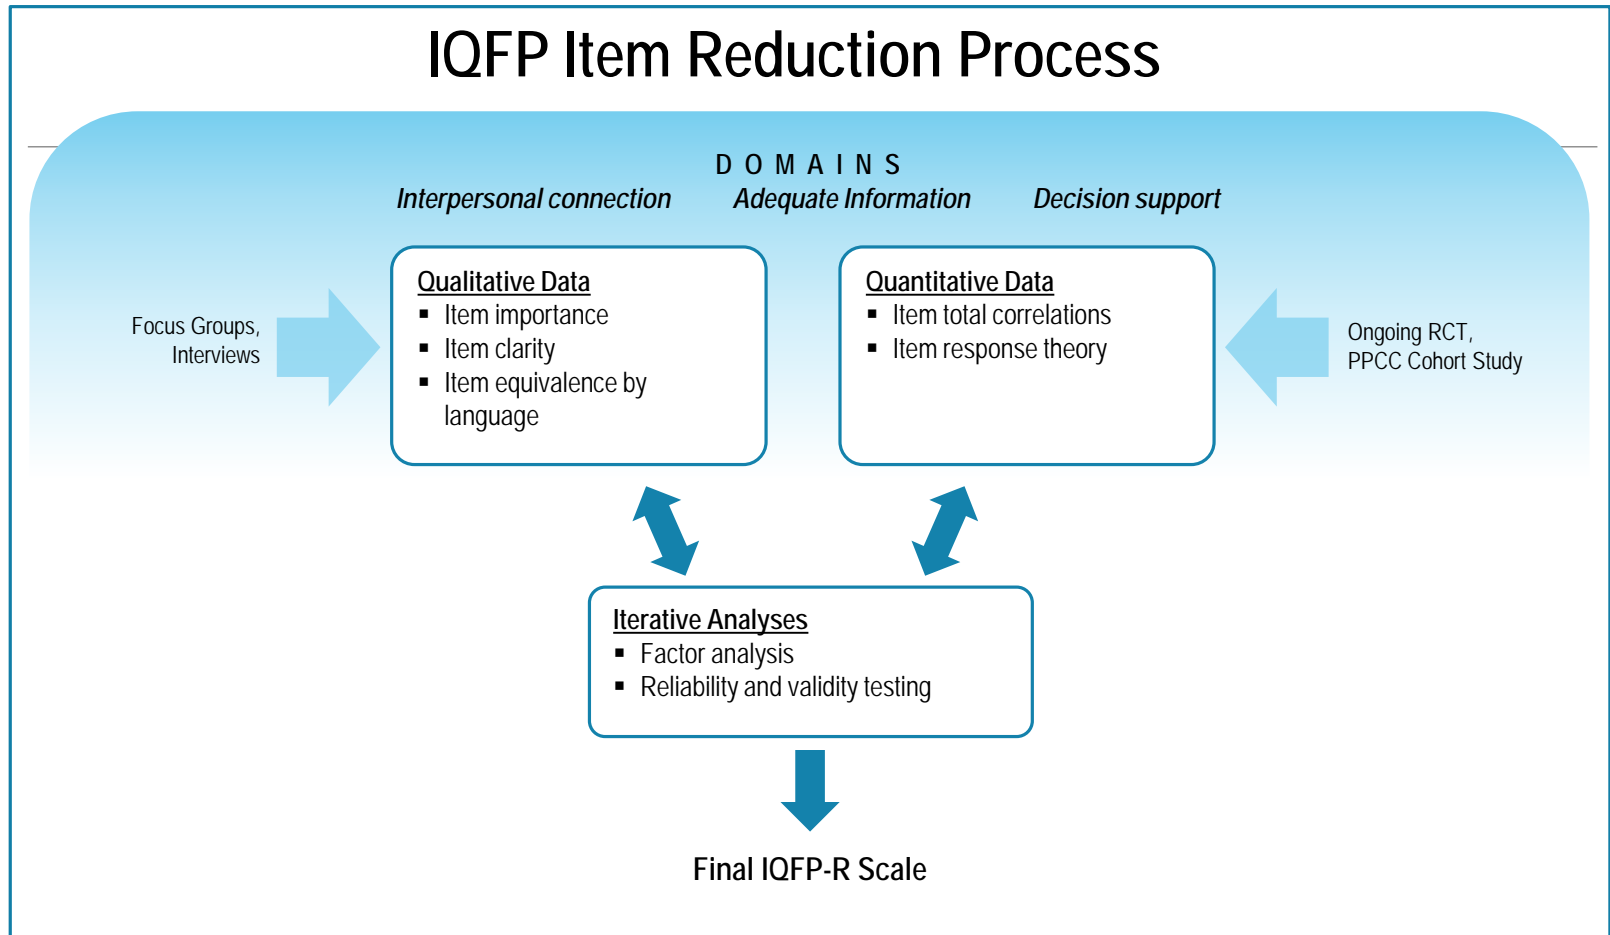 IQFP Item Reduction Process
D O M A I N S
Interpersonal connection Adequate Information Decision support
Focus Groups,
Interviews
Qualitative Data
▪ Item importance
▪ Item clarity
▪ Item equivalence by
language
Quantitative Data
▪ Item total correlations
▪ Item response theory
Ongoing RCT,
PPCC Cohort Study
Iterative Analyses
▪ Factor analysis
▪ Reliability and validity testing
Final IQFP-R Scale